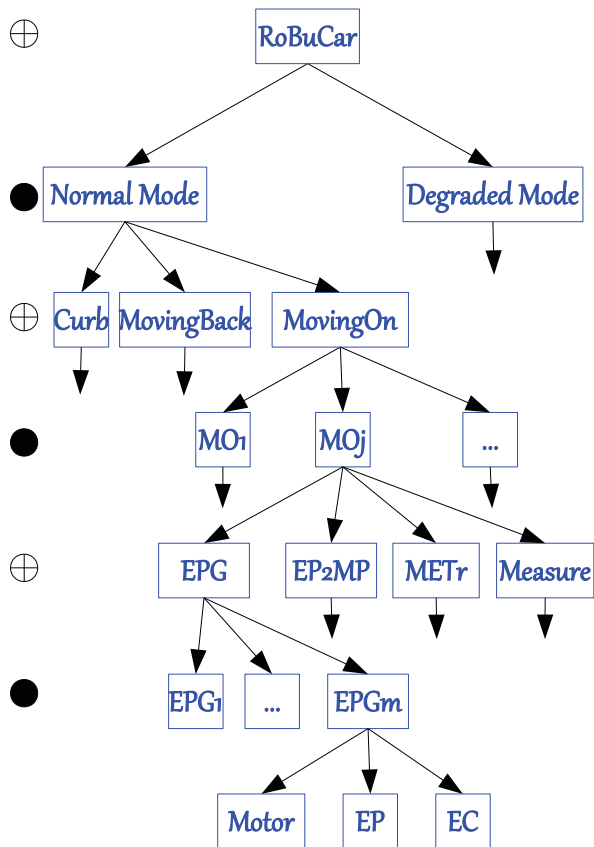 RoBuCar
Normal Mode
Degraded Mode
Curb
MovingBack
MovingOn
MO1
MOj
...
EPG
EP2MP
METr
Measure
EPG1
...
EPGm
Motor
EP
EC